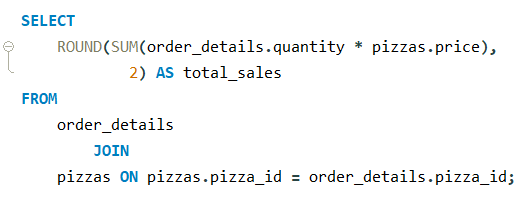 SELECT
ROUND(SUM(order_details.quantity * pizzas.price),
2) AS total_sales
FROM
order_details
JOIN
pizzas ON pizzas.pizza_id = order_details.pizza_id;